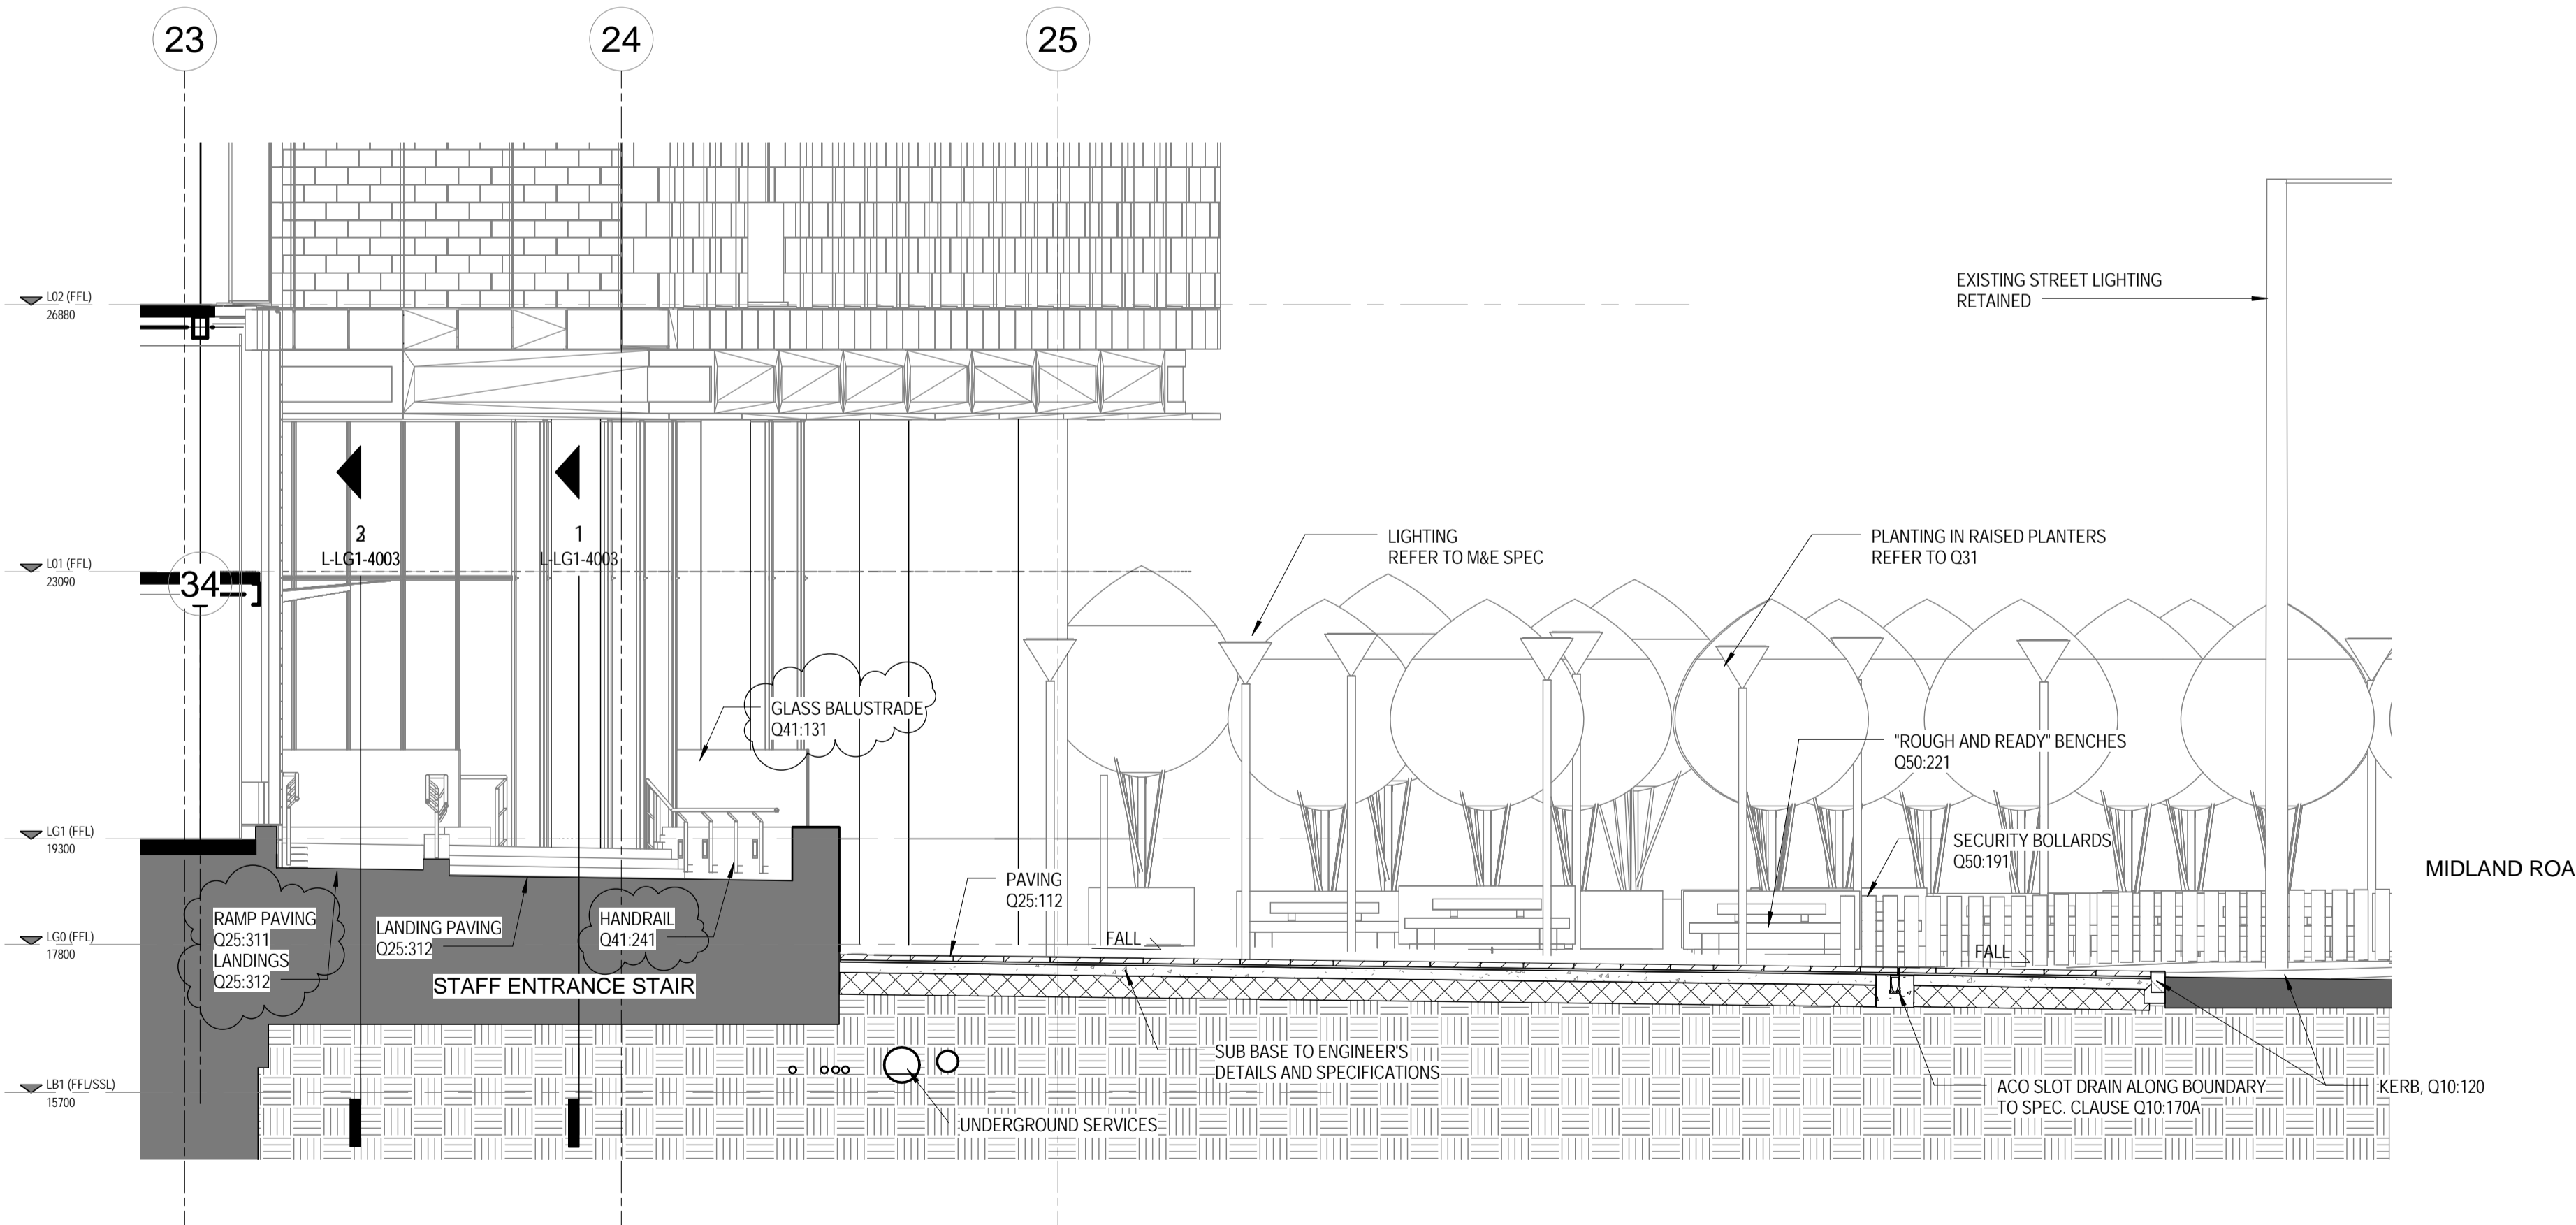 23
24
25
L02 (FFL)
26880
EXISTING STREET LIGHTING
RETAINED
1
L-LG1-4003
L-LG1-4003
LIGHTING
REFER TO M&E SPEC
PLANTING IN RAISED PLANTERS
REFER TO Q31
L01 (FFL)
23090
34
GLASS BALUSTRADE
Q41:131
"ROUGH AND READY" BENCHES
Q50:221
LG1 (FFL)
19300
SECURITY BOLLARDS
Q50:191
MIDLAND ROA
PAVING
Q25:112
RAMP PAVING
Q25:311
LANDINGS
Q25:312
LANDING PAVING
Q25:312
HANDRAIL
Q41:241
LG0 (FFL)
17800
FALL
FALL
STAFF ENTRANCE STAIR
SUB BASE TO ENGINEER'S
DETAILS AND SPECIFICATIONS
LB1 (FFL/SSL)
15700
ACO SLOT DRAIN ALONG BOUNDARY
TO SPEC. CLAUSE Q10:170A
KERB, Q10:120
UNDERGROUND SERVICES